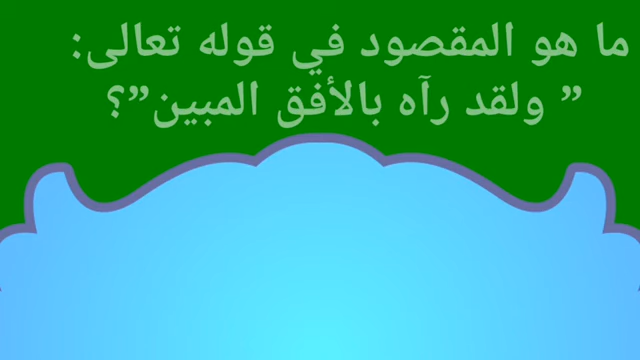 ما هو المقصود في قوله تعالى:
” ولقد رآه بالأفق المبين”؟